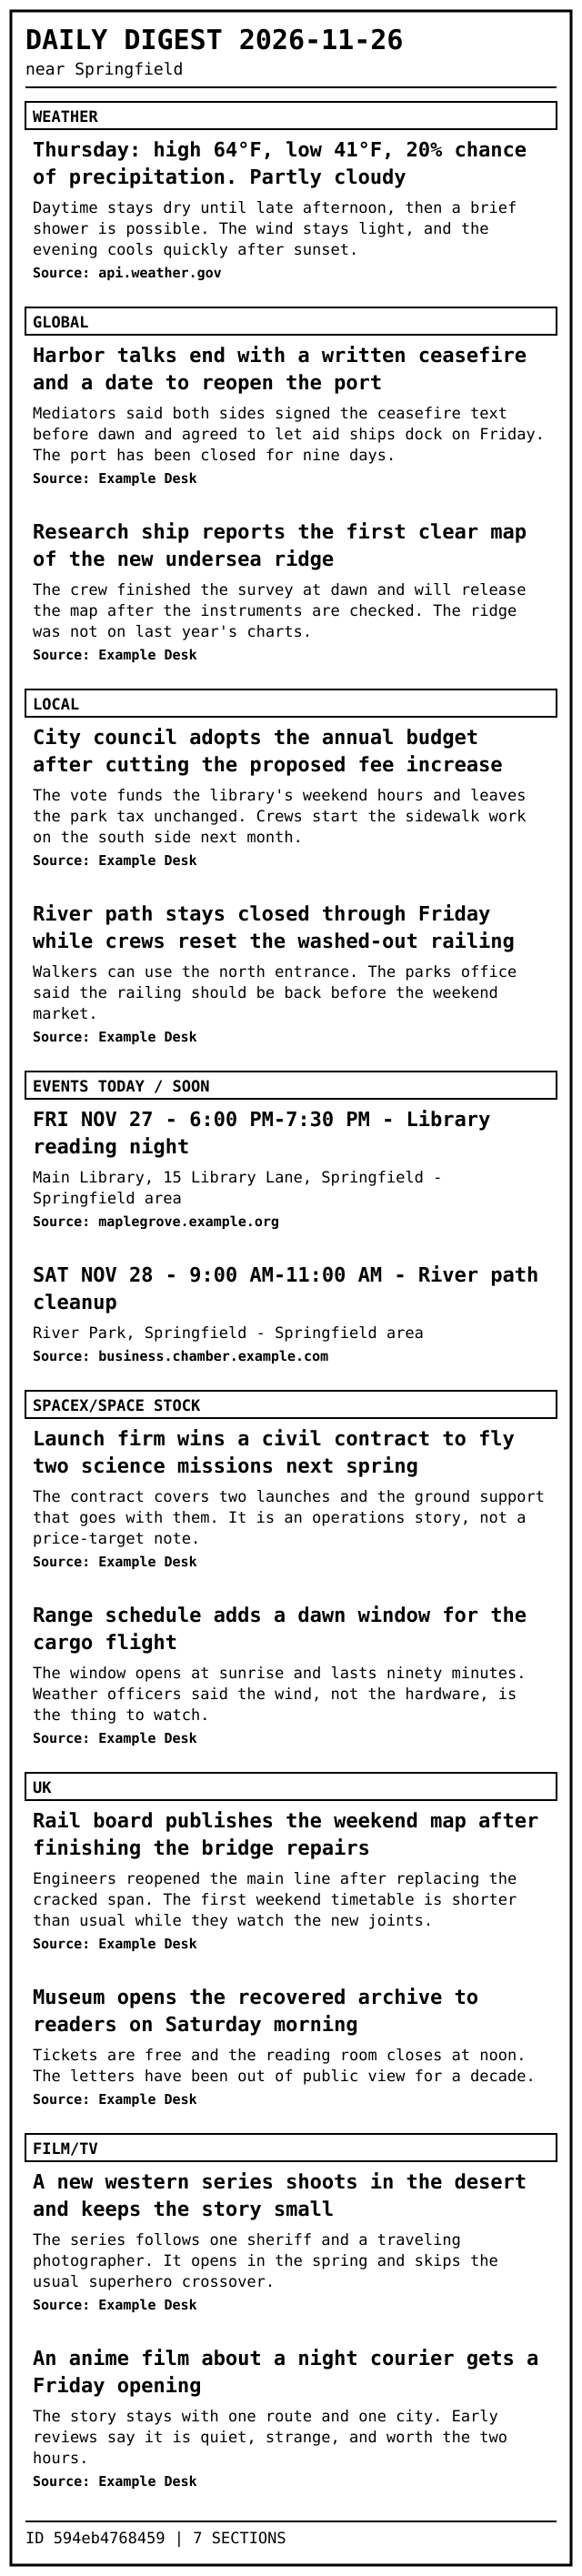 DAILY DIGEST 2026-11-26
near Springfield
WEATHER
Thursday: high 64°F, low 41°F, 20% chance
of precipitation. Partly cloudy
Daytime stays dry until late afternoon, then a brief
shower is possible. The wind stays light, and the
evening cools quickly after sunset.
Source: api.weather.gov
GLOBAL
Harbor talks end with a written ceasefire
and a date to reopen the port
Mediators said both sides signed the ceasefire text
before dawn and agreed to let aid ships dock on Friday.
The port has been closed for nine days.
Source: Example Desk
Research ship reports the first clear map
of the new undersea ridge
The crew finished the survey at dawn and will release
the map after the instruments are checked. The ridge
was not on last year's charts.
Source: Example Desk
LOCAL
City council adopts the annual budget
after cutting the proposed fee increase
The vote funds the library's weekend hours and leaves
the park tax unchanged. Crews start the sidewalk work
on the south side next month.
Source: Example Desk
River path stays closed through Friday
while crews reset the washed-out railing
Walkers can use the north entrance. The parks office
said the railing should be back before the weekend
market.
Source: Example Desk
EVENTS TODAY / SOON
FRI NOV 27 - 6:00 PM-7:30 PM - Library
reading night
Main Library, 15 Library Lane, Springfield -
Springfield area
Source: maplegrove.example.org
SAT NOV 28 - 9:00 AM-11:00 AM - River path
cleanup
River Park, Springfield - Springfield area
Source: business.chamber.example.com
SPACEX/SPACE STOCK
Launch firm wins a civil contract to fly
two science missions next spring
The contract covers two launches and the ground support
that goes with them. It is an operations story, not a
price-target note.
Source: Example Desk
Range schedule adds a dawn window for the
cargo flight
The window opens at sunrise and lasts ninety minutes.
Weather officers said the wind, not the hardware, is
the thing to watch.
Source: Example Desk
UK
Rail board publishes the weekend map after
finishing the bridge repairs
Engineers reopened the main line after replacing the
cracked span. The first weekend timetable is shorter
than usual while they watch the new joints.
Source: Example Desk
Museum opens the recovered archive to
readers on Saturday morning
Tickets are free and the reading room closes at noon.
The letters have been out of public view for a decade.
Source: Example Desk
FILM/TV
A new western series shoots in the desert
and keeps the story small
The series follows one sheriff and a traveling
photographer. It opens in the spring and skips the
usual superhero crossover.
Source: Example Desk
An anime film about a night courier gets a
Friday opening
The story stays with one route and one city. Early
reviews say it is quiet, strange, and worth the two
hours.
Source: Example Desk
ID 594eb4768459 | 7 SECTIONS